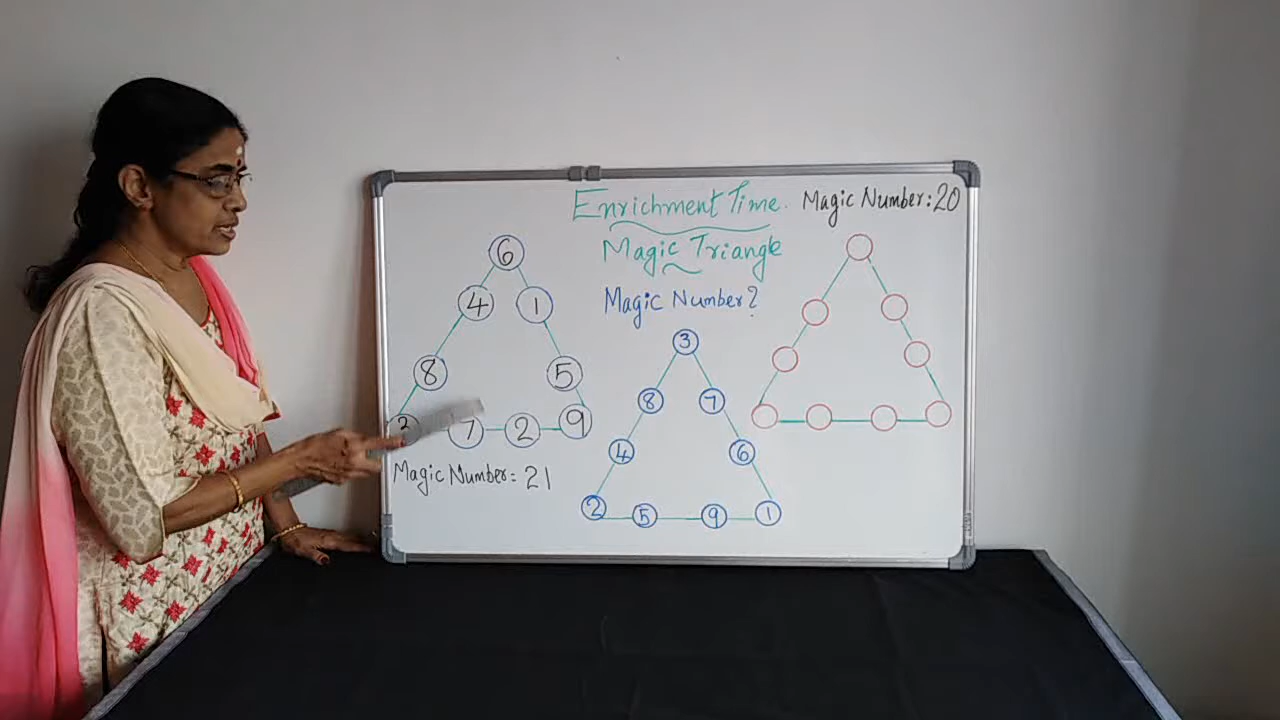 Enrichment Time.
Magic Number: 20
Magic Triangle
6
4 1
8 5
3 7 2 9
Magic Number = 21
Magic Number?
3
8 7
4 6
2 5 9 1